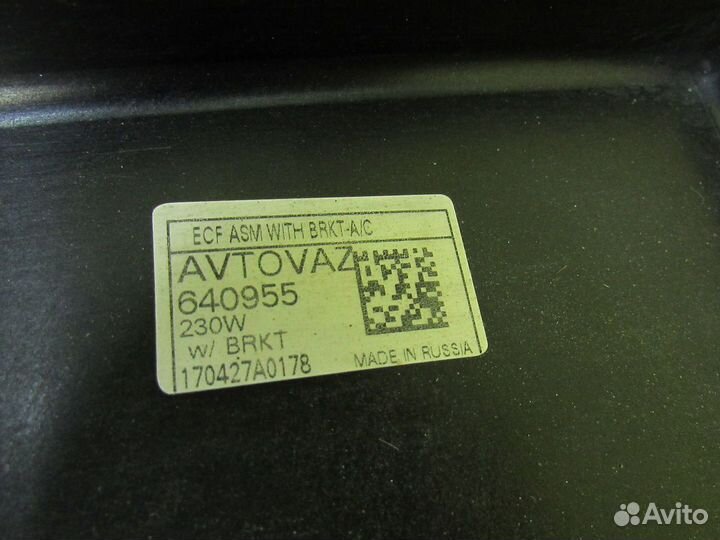 ECF ASM WITH BRKT-A/C
AVTOVAZ
640955
230W
W/ BRKT
170427A0178
MADE IN RUSSIA
Avito